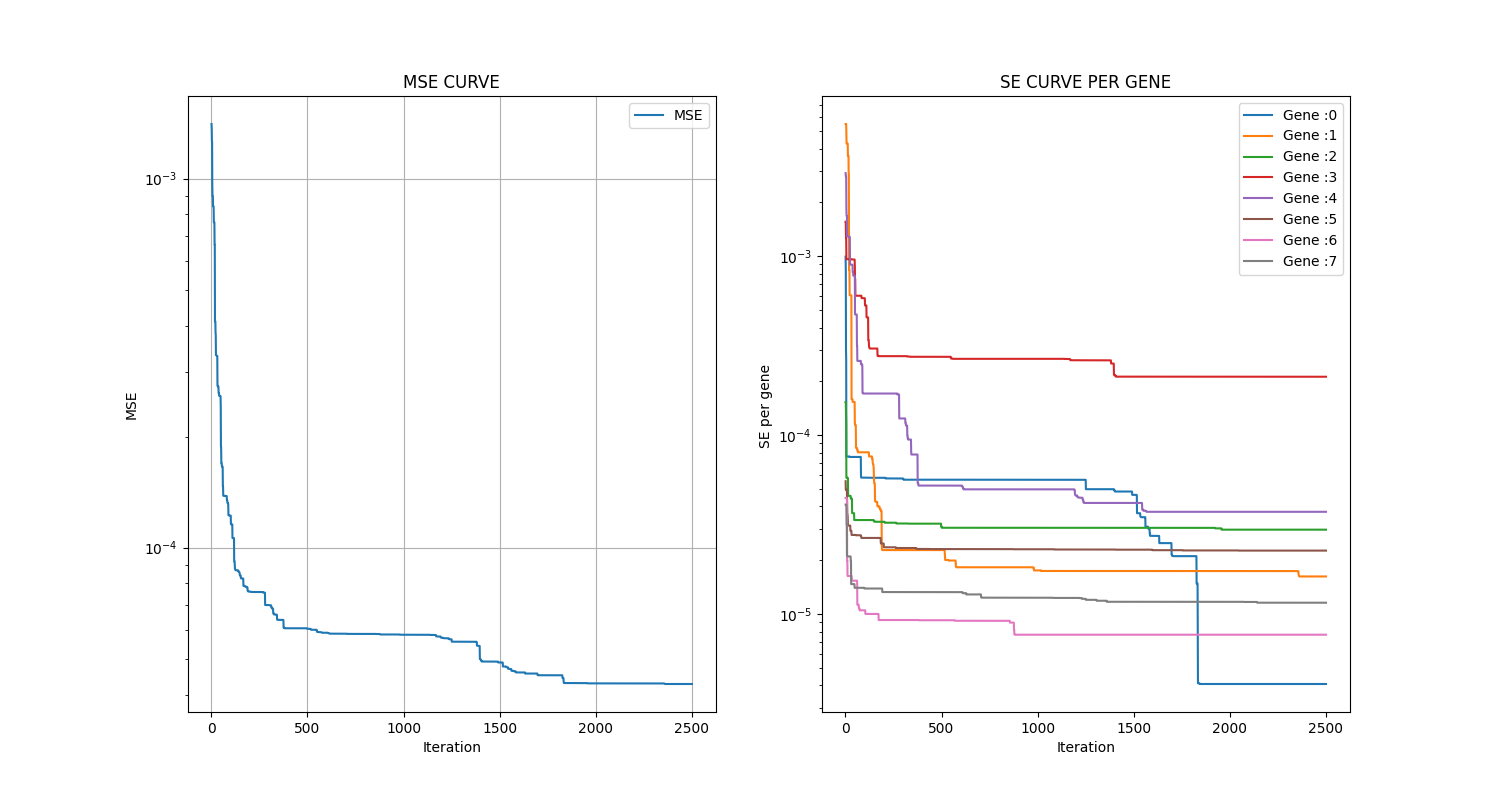 MSE CURVE
MSE
10^-3
10^-4
MSE
0 500 1000 1500 2000 2500
Iteration
SE CURVE PER GENE
Gene :0
Gene :1
Gene :2
Gene :3
Gene :4
Gene :5
Gene :6
Gene :7
10^-3
10^-4
10^-5
SE per gene
0 500 1000 1500 2000 2500
Iteration